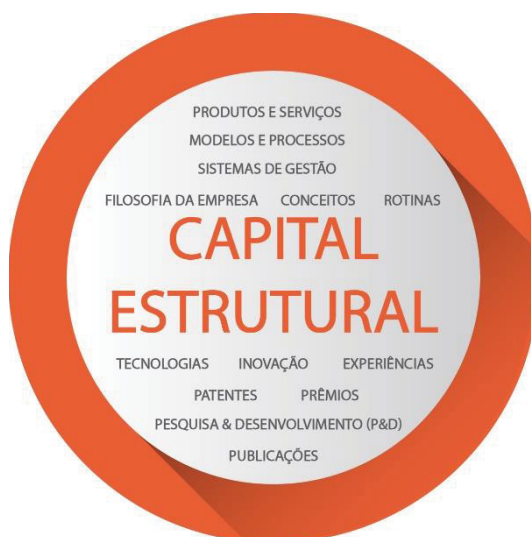 PRODUTOS E SERVIÇOS
MODELOS E PROCESSOS
SISTEMAS DE GESTÃO
FILOSOFIA DA EMPRESA CONCEITOS ROTINAS
CAPITAL
ESTRUTURAL
TECNOLOGIAS INOVAÇÃO EXPERIÊNCIAS
PATENTES PRÊMIOS
PESQUISA & DESENVOLVIMENTO (P&D)
PUBLICAÇÕES